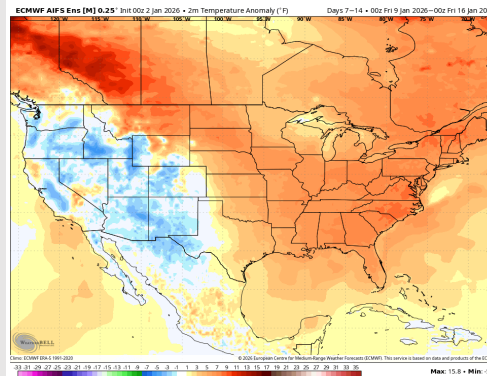 ECMWF AIFS Ens [M] 0.25° Init 00z 2 Jan 2026 • 2m Temperature Anomaly (°F) Days 7−14 • 00z Fri 9 Jan 2026−00z Fri 16 Jan 20
120°W 115°W 110°W 105°W 100°W 95°W 90°W 85°W 80°W 75°W 70°W
WEATHERBELL
Climo: ECMWF ERA-5 1991-2020 © 2026 European Centre for Medium-Range Weather Forecasts (ECMWF). This service is based on data and products of the EC
-33 -31 -29 -27 -25 -23 -21 -19 -17 -15 -13 -11 -9 -7 -5 -3 -1 1 3 5 7 9 11 13 15 17 19 21 23 25 27 29 31 33 35 Max: 15.8 • Min: -